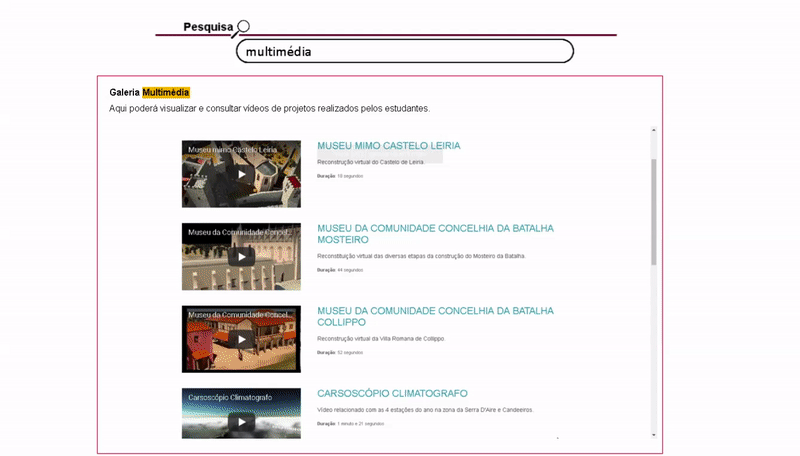 Pesquisa
multimédia
Galeria Multimédia
Aqui poderá visualizar e consultar vídeos de projetos realizados pelos estudantes.
Museu mimo Castelo Leiria
MUSEU MIMO CASTELO LEIRIA
Reconstrução virtual do Castelo de Leiria.
Duração: 18 segundos
Museu da Comunidade Concel...
MUSEU DA COMUNIDADE CONCELHIA DA BATALHA
MOSTEIRO
Reconstituição virtual das diversas etapas da construção do Mosteiro da Batalha.
Duração: 44 segundos
Museu da Comunidade Concel...
MUSEU DA COMUNIDADE CONCELHIA DA BATALHA
COLLIPPO
Reconstrução virtual da Villa Romana de Collippo.
Duração: 52 segundos
Carsoscópio Climatografo
CARSOSCÓPIO CLIMATOGRAFO
Vídeo relacionado com as 4 estações do ano na zona da Serra D'Aire e Candeeiros.
Duração: 1 minuto e 21 segundos